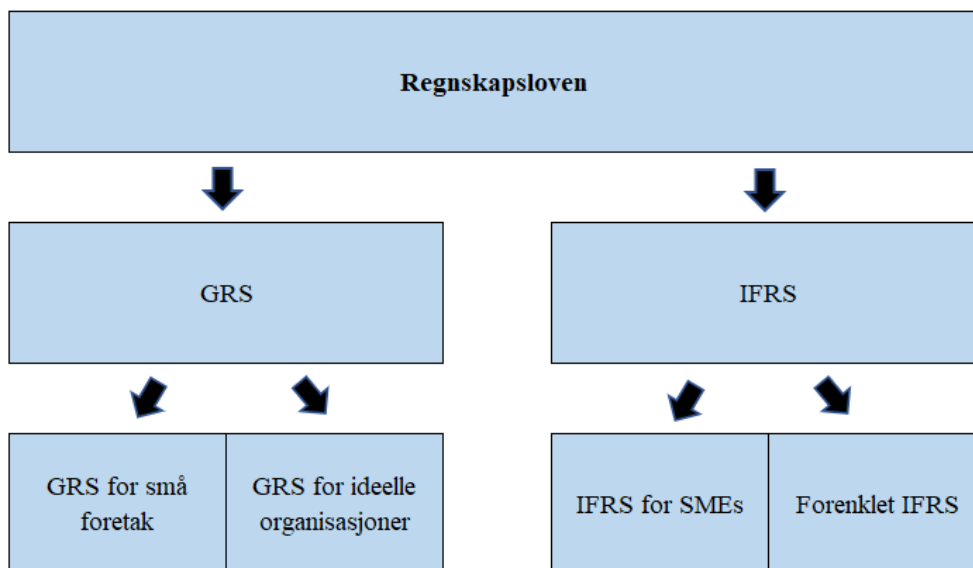 Regnskapsloven
GRS
IFRS
GRS for små
foretak
GRS for ideelle
organisasjoner
IFRS for SMEs
Forenklet IFRS